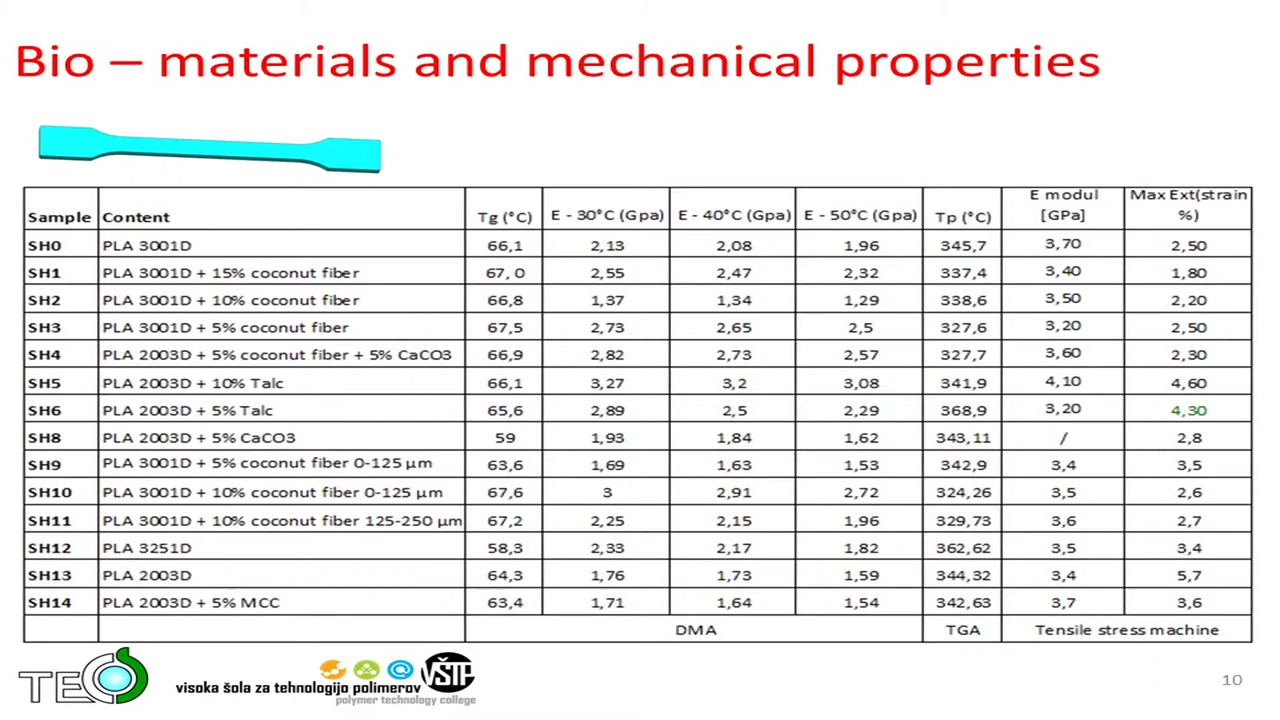 Bio – materials and mechanical properties
Sample Content Tg (°C) E - 30°C (Gpa) E - 40°C (Gpa) E - 50°C (Gpa) Tp (°C) E modul [GPa] Max Ext(strain %)
SH0 PLA 3001D 66,1 2,13 2,08 1,96 345,7 3,70 2,50
SH1 PLA 3001D + 15% coconut fiber 67, 0 2,55 2,47 2,32 337,4 3,40 1,80
SH2 PLA 3001D + 10% coconut fiber 66,8 1,37 1,34 1,29 338,6 3,50 2,20
SH3 PLA 3001D + 5% coconut fiber 67,5 2,73 2,65 2,5 327,6 3,20 2,50
SH4 PLA 2003D + 5% coconut fiber + 5% CaCO3 66,9 2,82 2,73 2,57 327,7 3,60 2,30
SH5 PLA 2003D + 10% Talc 66,1 3,27 3,2 3,08 341,9 4,10 4,60
SH6 PLA 2003D + 5% Talc 65,6 2,89 2,5 2,29 368,9 3,20 4,30
SH8 PLA 2003D + 5% CaCO3 59 1,93 1,84 1,62 343,11 / 2,8
SH9 PLA 3001D + 5% coconut fiber 0-125 µm 63,6 1,69 1,63 1,53 342,9 3,4 3,5
SH10 PLA 3001D + 10% coconut fiber 0-125 µm 67,6 3 2,91 2,72 324,26 3,5 2,6
SH11 PLA 3001D + 10% coconut fiber 125-250 µm 67,2 2,25 2,15 1,96 329,73 3,6 2,7
SH12 PLA 3251D 58,3 2,33 2,17 1,82 362,62 3,5 3,4
SH13 PLA 2003D 64,3 1,76 1,73 1,59 344,32 3,4 5,7
SH14 PLA 2003D + 5% MCC 63,4 1,71 1,64 1,54 342,63 3,7 3,6
DMA TGA Tensile stress machine
TECS
visoka šola za tehnologijo polimerov VŠTP
polymer technology college
10